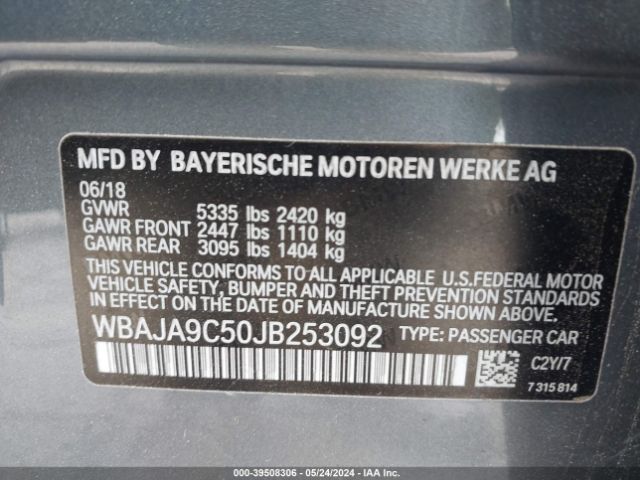 MFD BY BAYERISCHE MOTOREN WERKE AG
06/18
GVWR 5335 lbs 2420 kg
GAWR FRONT 2447 lbs 1110 kg
GAWR REAR 3095 lbs 1404 kg
THIS VEHICLE CONFORMS TO ALL APPLICABLE U.S.FEDERAL MOTOR
VEHICLE SAFETY, BUMPER AND THEFT PREVENTION STANDARDS
IN EFFECT ON THE DATE OF MANUFACTURE SHOWN ABOVE.
WBAJA9C50JB253092 TYPE: PASSENGER CAR
C2Y/7
7 315 814
000-39508306 - 05/24/2024 - IAA Inc.